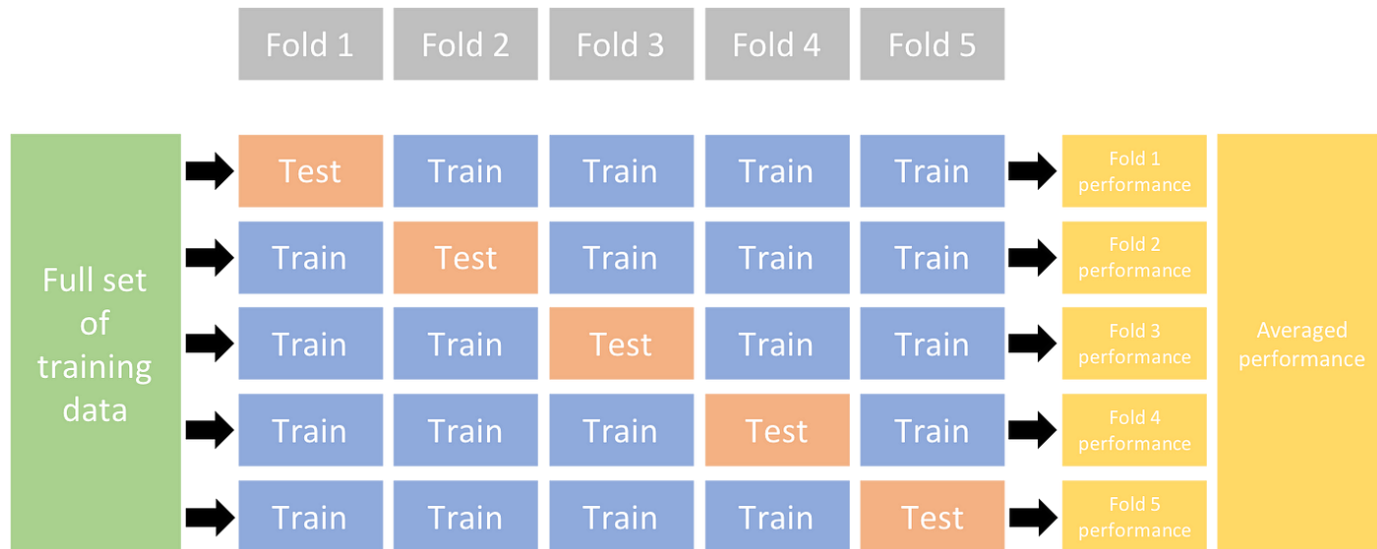 Fold 1 Fold 2 Fold 3 Fold 4 Fold 5
Full set
of
training
data
Test Train Train Train Train
Fold 1
performance
Train Test Train Train Train
Fold 2
performance
Train Train Test Train Train
Fold 3
performance
Train Train Train Test Train
Fold 4
performance
Train Train Train Train Test
Fold 5
performance
Averaged
performance